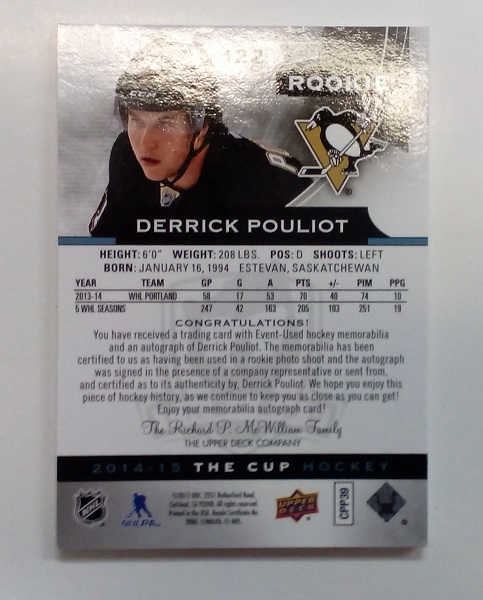 122
ROOKIE
CCM
DERRICK POULIOT
HEIGHT: 6'0" WEIGHT: 208 LBS. POS: D SHOOTS: LEFT
BORN: JANUARY 16, 1994 ESTEVAN, SASKATCHEWAN
YEAR TEAM GP G A PTS +/- PIM PPG
2013-14 WHL PORTLAND 58 17 53 70 40 74 10
5 WHL SEASONS 247 42 163 205 103 251 19
CONGRATULATIONS!
You have received a trading card with Event-Used hockey memorabilia
and an autograph of Derrick Pouliot. The memorabilia has been
certified to us as having been used in a rookie photo shoot and the autograph
was signed in the presence of a company representative or sent from,
and certified as to its authenticity by, Derrick Pouliot. We hope you enjoy this
piece of hockey history, as we continue to keep you as close as you can get!
Enjoy your memorabilia autograph card!
The Richard P. McWilliam Family
THE UPPER DECK COMPANY
2014-15 THE CUP HOCKEY
NHL
NHLPA
UPPER DECK
CPP39